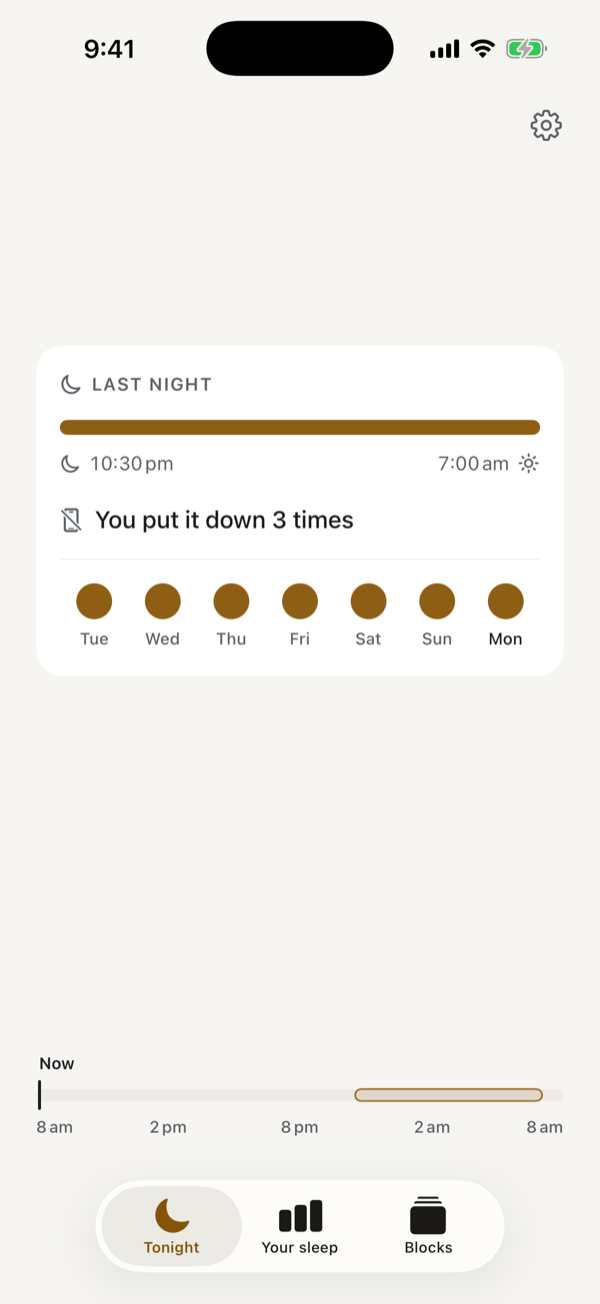 9:41
LAST NIGHT
10:30 pm 7:00 am
You put it down 3 times
Tue Wed Thu Fri Sat Sun Mon
Now
8 am 2 pm 8 pm 2 am 8 am
Tonight Your sleep Blocks